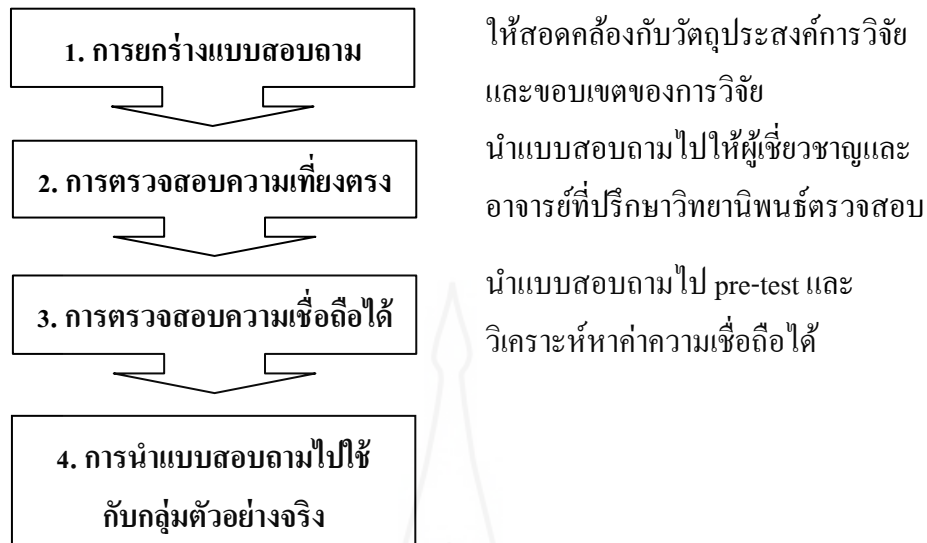 1. การยกร่างแบบสอบถาม
ให้สอดคล้องกับวัตถุประสงค์การวิจัย
และขอบเขตของการวิจัย
2. การตรวจสอบความเที่ยงตรง
นำแบบสอบถามไปให้ผู้เชี่ยวชาญและ
อาจารย์ที่ปรึกษาวิทยานิพนธ์ตรวจสอบ
3. การตรวจสอบความเชื่อถือได้
นำแบบสอบถามไป pre-test และ
วิเคราะห์หาค่าความเชื่อถือได้
4. การนำแบบสอบถามไปใช้
กับกลุ่มตัวอย่างจริง